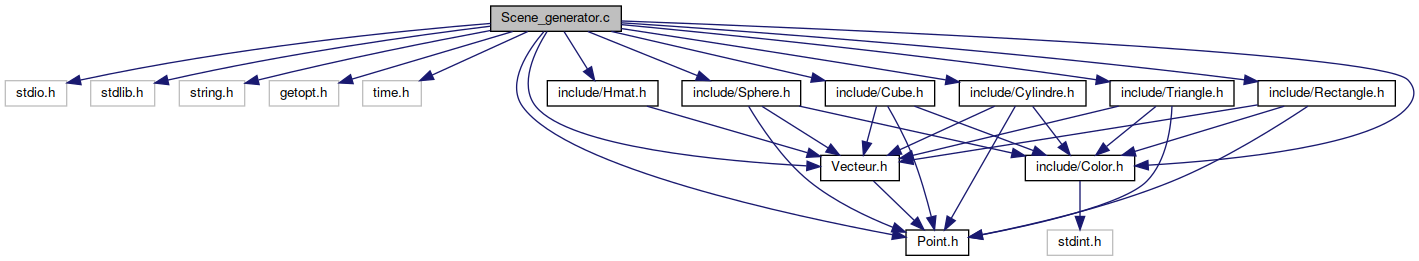 Scene_generator.c
stdio.h
stdlib.h
string.h
getopt.h
time.h
include/Hmat.h
include/Sphere.h
include/Cube.h
include/Cylindre.h
include/Triangle.h
include/Rectangle.h
Vecteur.h
include/Color.h
Point.h
stdint.h